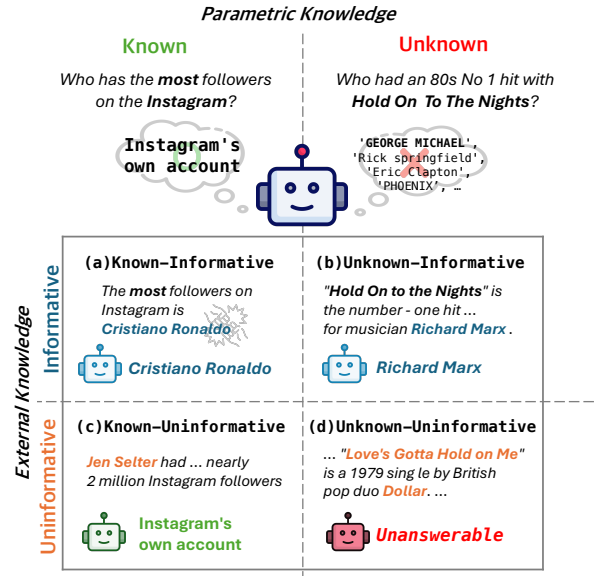 Parametric Knowledge
Known
Unknown
Who has the most followers
on the Instagram?
Who had an 80s No 1 hit with
Hold On To The Nights?
Instagram's
own account
'GEORGE MICHAEL',
'Rick springfield',
'Eric Clapton',
'PHOENIX', …
External Knowledge
Informative
(a)Known-Informative
The most followers on
Instagram is
Cristiano Ronaldo
Cristiano Ronaldo
(b)Unknown-Informative
"Hold On to the Nights" is
the number - one hit ...
for musician Richard Marx .
Richard Marx
Uninformative
(c)Known-Uninformative
Jen Selter had ... nearly
2 million Instagram followers
Instagram's
own account
(d)Unknown-Uninformative
... "Love's Gotta Hold on Me"
is a 1979 sing le by British
pop duo Dollar. ...
Unanswerable